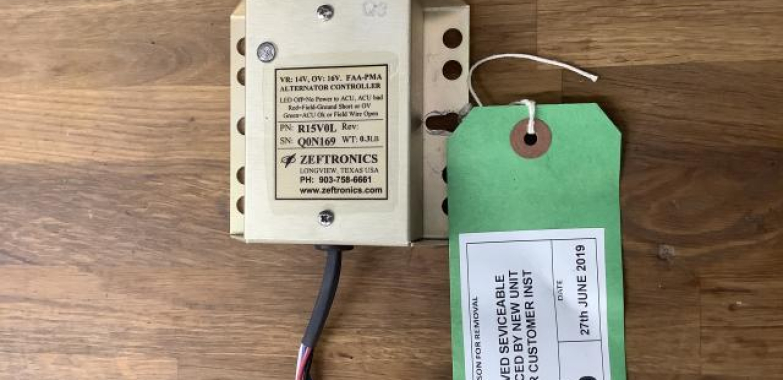 Q3
VR: 14V, OV: 16V. FAA-PMA
ALTERNATOR CONTROLLER
LED Off=No Power to ACU, ACU bad
Red=Field-Ground Short or OV
Green=ACU Ok or Field Wire Open
PN: R15V0L Rev:
SN: Q0N169 WT: 0.3LB
ZEFTRONICS
LONGVIEW, TEXAS USA
PH: 903-758-6661
www.zeftronics.com
SON FOR REMOVAL
VED SEVICEABLE
CED BY NEW UNIT
R CUSTOMER INST
DATE
27th JUNE 2019